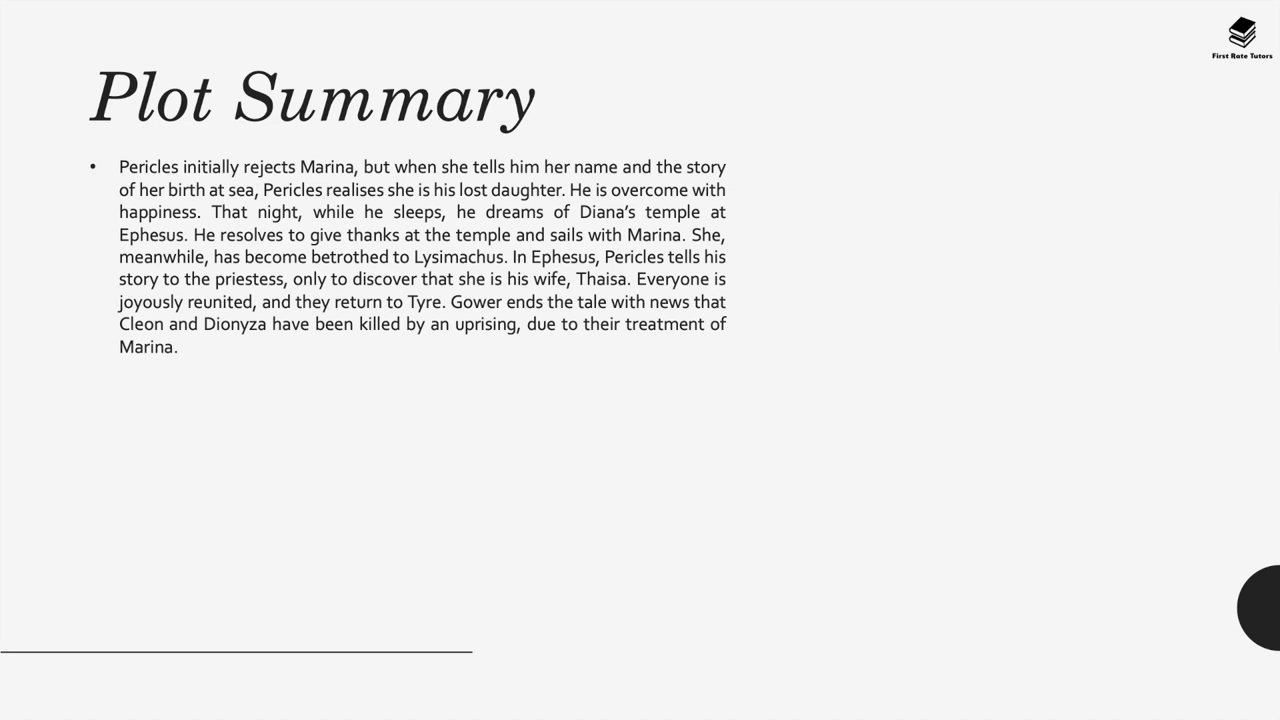 First Rate Tutors
Plot Summary
• Pericles initially rejects Marina, but when she tells him her name and the story
of her birth at sea, Pericles realises she is his lost daughter. He is overcome with
happiness. That night, while he sleeps, he dreams of Diana’s temple at
Ephesus. He resolves to give thanks at the temple and sails with Marina. She,
meanwhile, has become betrothed to Lysimachus. In Ephesus, Pericles tells his
story to the priestess, only to discover that she is his wife, Thaisa. Everyone is
joyously reunited, and they return to Tyre. Gower ends the tale with news that
Cleon and Dionyza have been killed by an uprising, due to their treatment of
Marina.